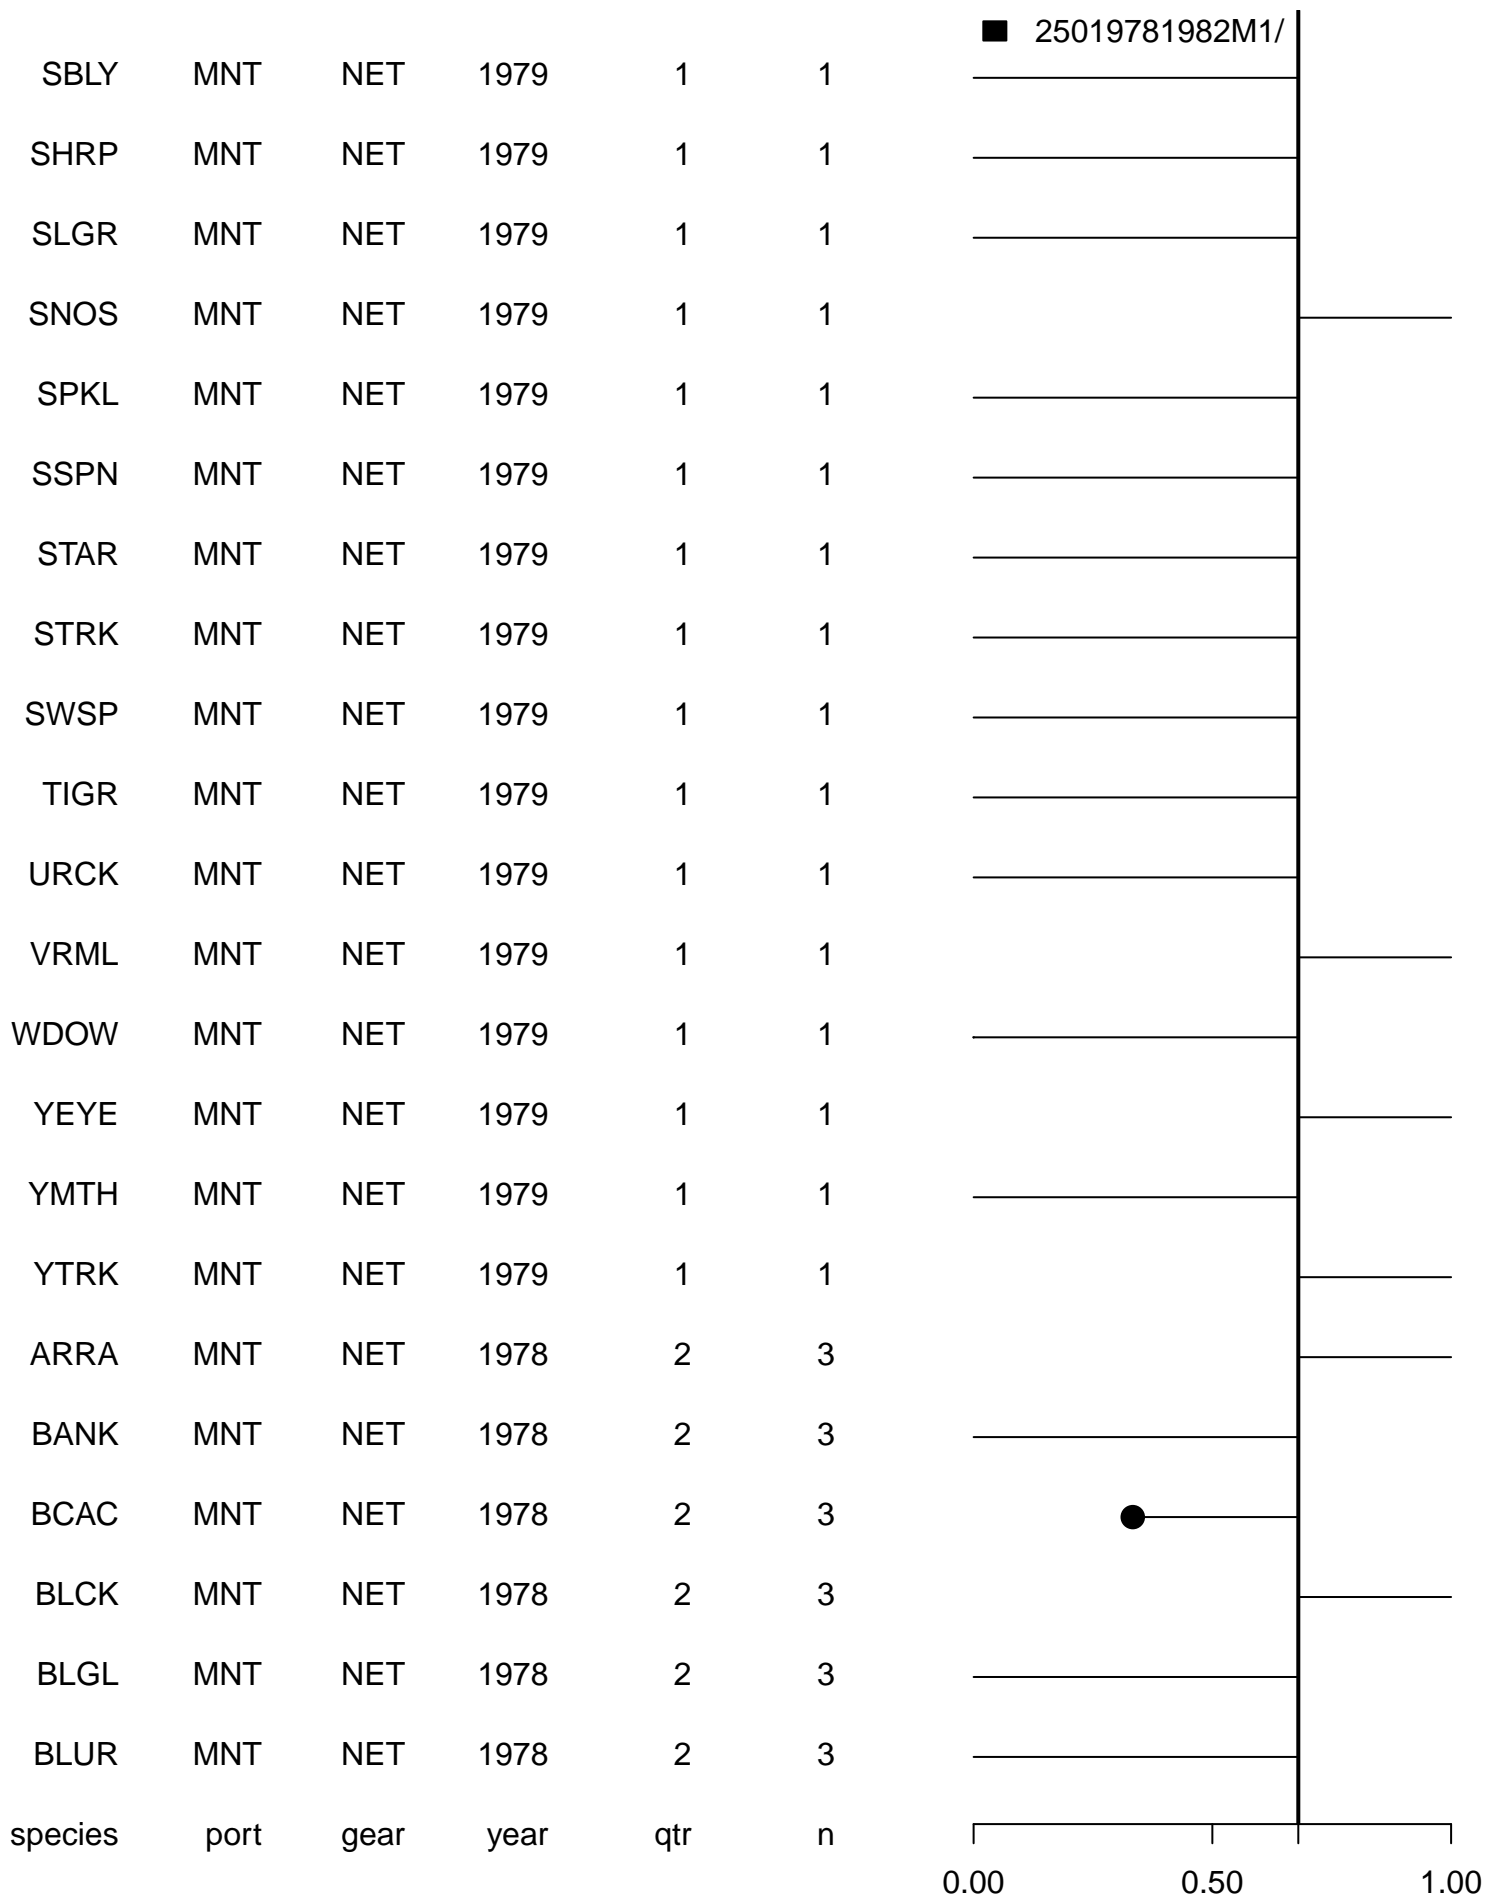 25019781982M1/
SBLY MNT NET 1979 1 1
SHRP MNT NET 1979 1 1
SLGR MNT NET 1979 1 1
SNOS MNT NET 1979 1 1
SPKL MNT NET 1979 1 1
SSPN MNT NET 1979 1 1
STAR MNT NET 1979 1 1
STRK MNT NET 1979 1 1
SWSP MNT NET 1979 1 1
TIGR MNT NET 1979 1 1
URCK MNT NET 1979 1 1
VRML MNT NET 1979 1 1
WDOW MNT NET 1979 1 1
YEYE MNT NET 1979 1 1
YMTH MNT NET 1979 1 1
YTRK MNT NET 1979 1 1
ARRA MNT NET 1978 2 3
BANK MNT NET 1978 2 3
BCAC MNT NET 1978 2 3
BLCK MNT NET 1978 2 3
BLGL MNT NET 1978 2 3
BLUR MNT NET 1978 2 3
species port gear year qtr n
0.00 0.50 1.00